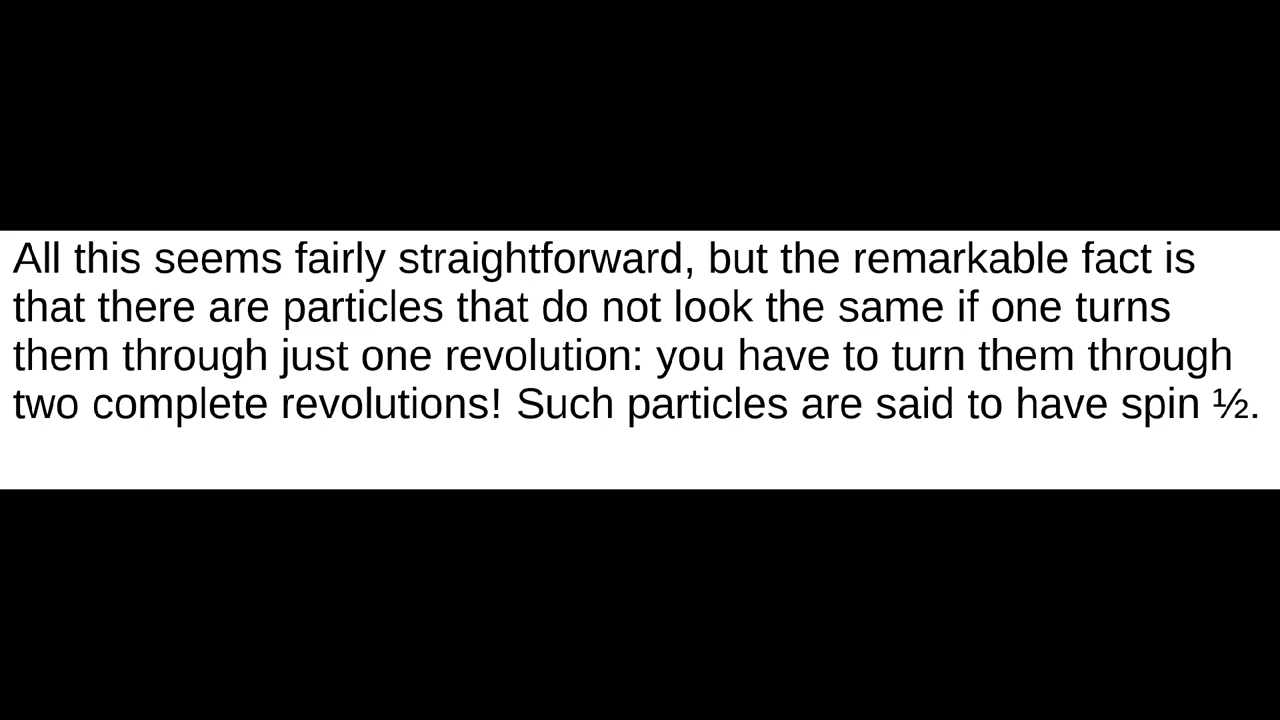 All this seems fairly straightforward, but the remarkable fact is
that there are particles that do not look the same if one turns
them through just one revolution: you have to turn them through
two complete revolutions! Such particles are said to have spin ½.